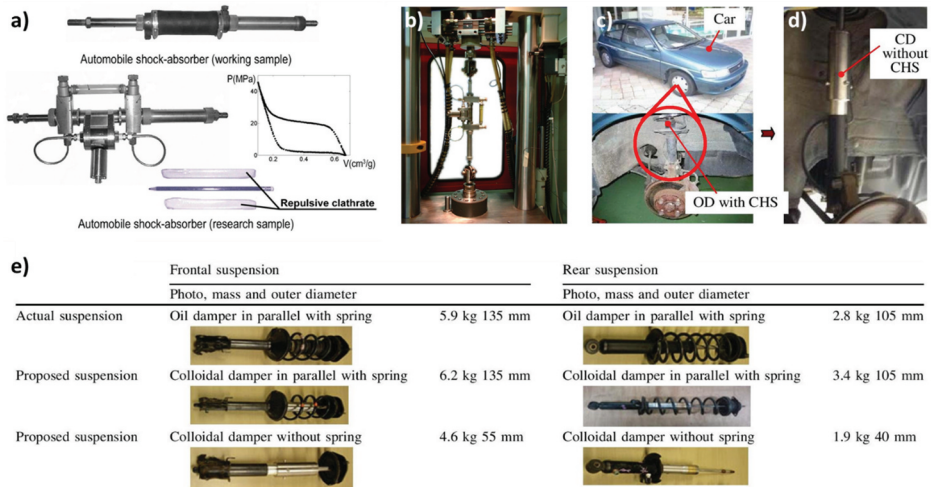 a)
Automobile shock-absorber (working sample)
P(MPa)
40
20
0
0.2 0.4 0.6
V(cm³/g)
Repulsive clathrate
Automobile shock-absorber (research sample)
b)
c)
Car
OD with CHS
d)
CD
without
CHS
e)
Frontal suspension Rear suspension
Photo, mass and outer diameter Photo, mass and outer diameter
Actual suspension Oil damper in parallel with spring 5.9 kg 135 mm Oil damper in parallel with spring 2.8 kg 105 mm
Proposed suspension Colloidal damper in parallel with spring 6.2 kg 135 mm Colloidal damper in parallel with spring 3.4 kg 105 mm
Proposed suspension Colloidal damper without spring 4.6 kg 55 mm Colloidal damper without spring 1.9 kg 40 mm